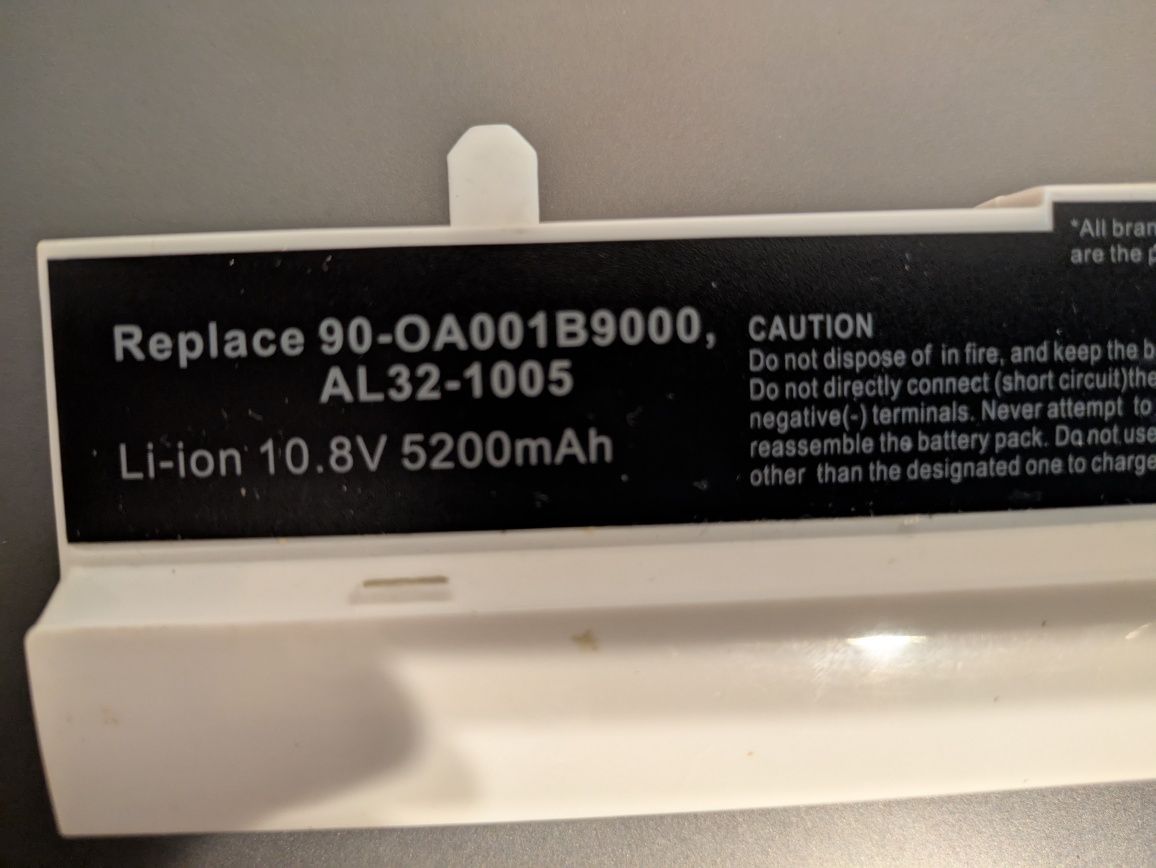 *All bran
are the p
Replace 90-OA001B9000,
AL32-1005
Li-ion 10.8V 5200mAh
CAUTION
Do not dispose of in fire, and keep the b
Do not directly connect (short circuit)the
negative(-) terminals. Never attempt to
reassemble the battery pack. Do not use
other than the designated one to charge